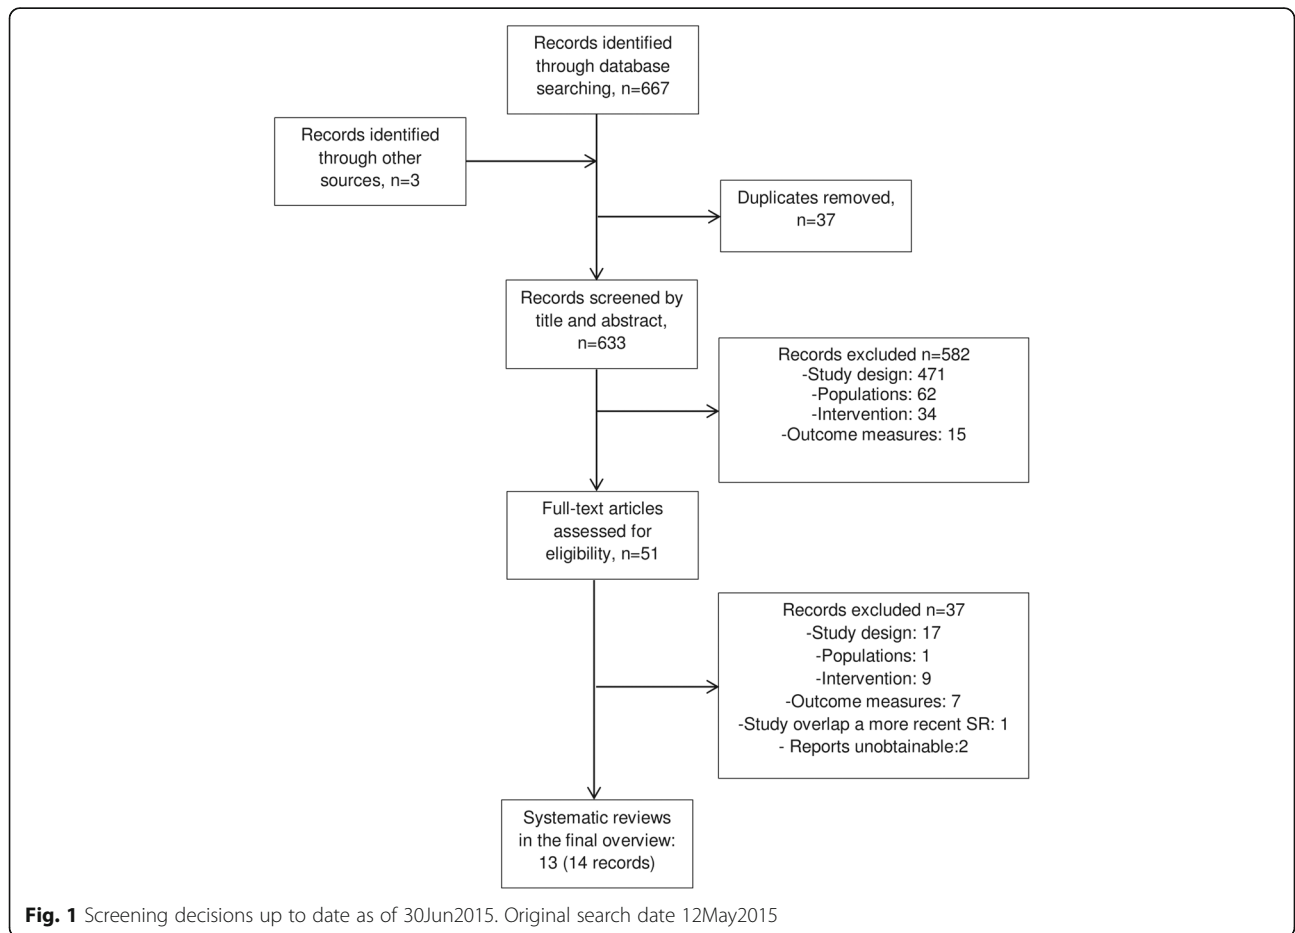 Records identified
through database
searching, n=667
Records identified
through other
sources, n=3
Duplicates removed,
n=37
Records screened by
title and abstract,
n=633
Records excluded n=582
-Study design: 471
-Populations: 62
-Intervention: 34
-Outcome measures: 15
Full-text articles
assessed for
eligibility, n=51
Records excluded n=37
-Study design: 17
-Populations: 1
-Intervention: 9
-Outcome measures: 7
-Study overlap a more recent SR: 1
- Reports unobtainable:2
Systematic reviews
in the final overview:
13 (14 records)
Fig. 1 Screening decisions up to date as of 30Jun2015. Original search date 12May2015